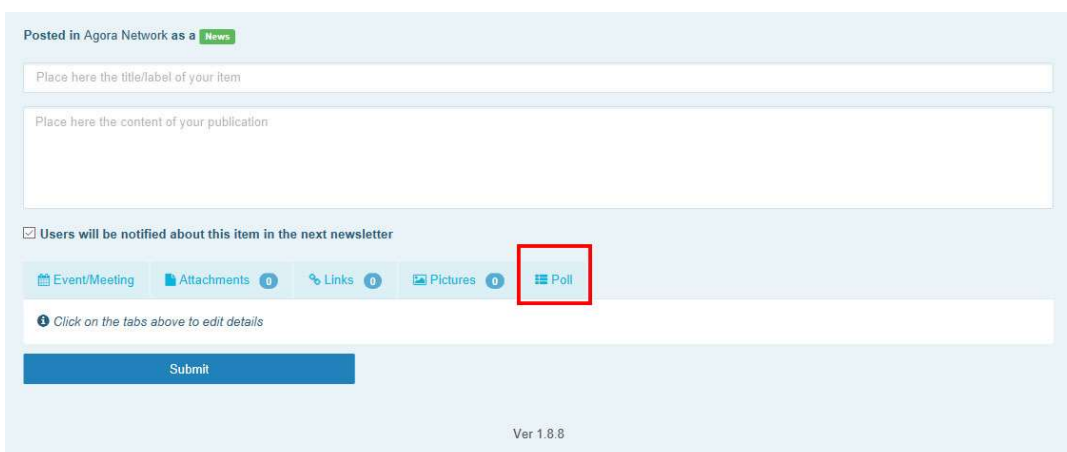 Posted in Agora Network as a News
Place here the title/label of your item
Place here the content of your publication
Users will be notified about this item in the next newsletter
Event/Meeting Attachments 0 Links 0 Pictures 0 Poll
Click on the tabs above to edit details
Submit
Ver 1.8.8